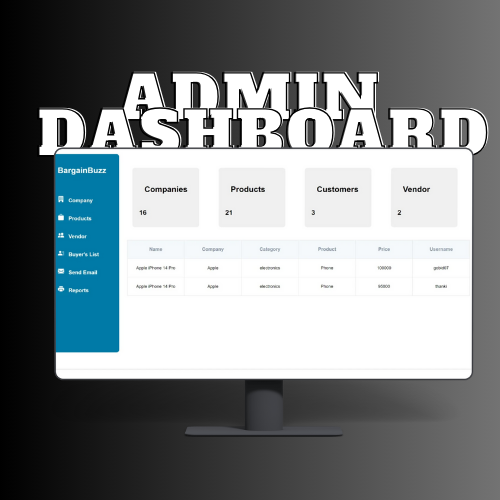 ADMIN
DASHBOARD
BargainBuzz
Company
Products
Vendor
Buyer's List
Send Email
Reports
Companies Products Customers Vendor
16 21 3 2
Name Company Category Product Price Username
Apple iPhone 14 Pro Apple electronics Phone
Apple iPhone 14 Pro Apple electronics Phone